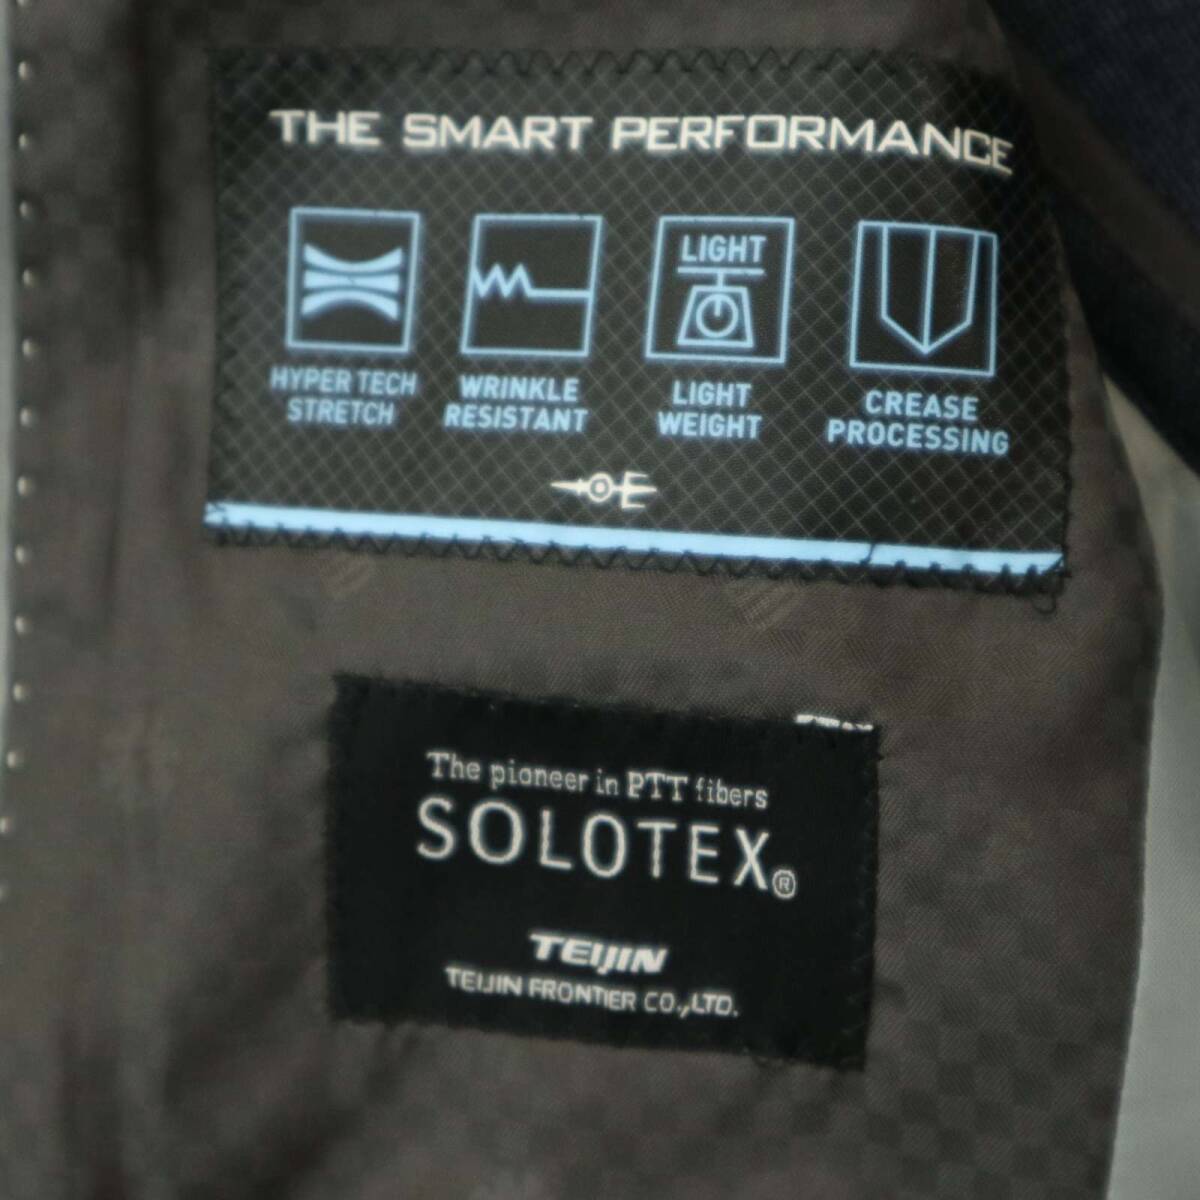 THE SMART PERFORMANCE
LIGHT
HYPER TECH
STRETCH
WRINKLE
RESISTANT
LIGHT
WEIGHT
CREASE
PROCESSING
The pioneer in PTT fibers
SOLOTEX®
TEIJIN
TEIJIN FRONTIER CO.,LTD.